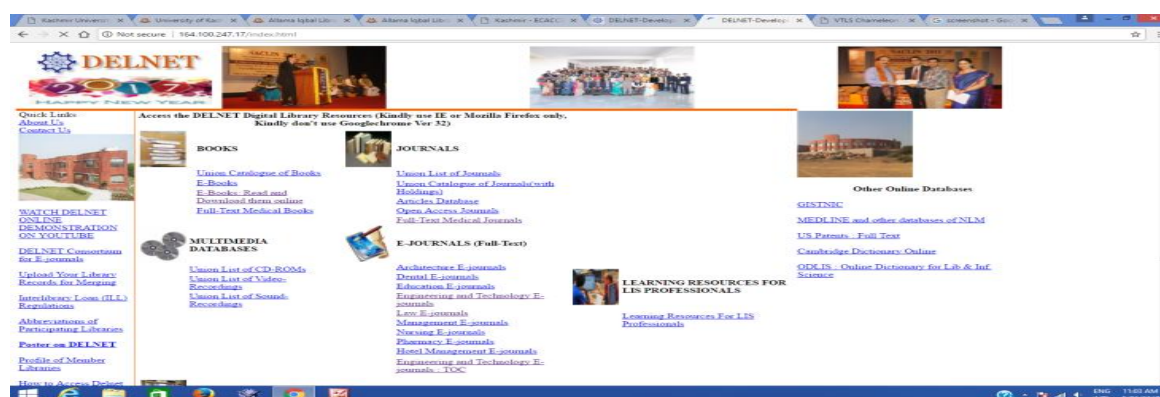 Kashmir Universit
University of Kas
Allama Iqbal Libr
Allama Iqbal Libr
Kashmir - ECACC
DELNET-Develop
DELNET-Develop
VTLS Chameleon
screenshot - Goo
Not secure | 164.100.247.17/index.html
DELNET
2017
HAPPY NEW YEAR
Quick Links
About Us
Contact Us
WATCH DELNET
ONLINE
DEMONSTRATION
ON YOUTUBE
DELNET Consortium
for E-journals
Upload Your Library
Records for Merging
Interlibrary Loan (ILL)
Regulations
Abbreviations of
Participating Libraries
Poster on DELNET
Profile of Member
Libraries
How to Access Delnet
Access the DELNET Digital Library Resources (Kindly use IE or Mozilla Firefox only,
Kindly don't use Googlechrome Ver 32)
BOOKS
Union Catalogue of Books
E-Books
E-Books: Read and
Download them online
Full-Text Medical Books
JOURNALS
Union List of Journals
Union Catalogue of Journals(with
Holdings)
Articles Database
Open Access Journals
Full-Text Medical Journals
MULTIMEDIA
DATABASES
Union List of CD-ROMs
Union List of Video-
Recordings
Union List of Sound-
Recordings
E-JOURNALS (Full-Text)
Architecture E-journals
Dental E-journals
Education E-journals
Engineering and Technology E-
journals
Law E-journals
Management E-journals
Nursing E-journals
Pharmacy E-journals
Hotel Management E-journals
Engineering and Technology E-
journals : TOC
LEARNING RESOURCES FOR
LIS PROFESSIONALS
Learning Resources For LIS
Professionals
Other Online Databases
GISTNIC
MEDLINE and other databases of NLM
US Patents : Full Text
Cambridge Dictionary Online
ODLIS : Online Dictionary for Lib & Inf.
Science
ENG
11:03 AM